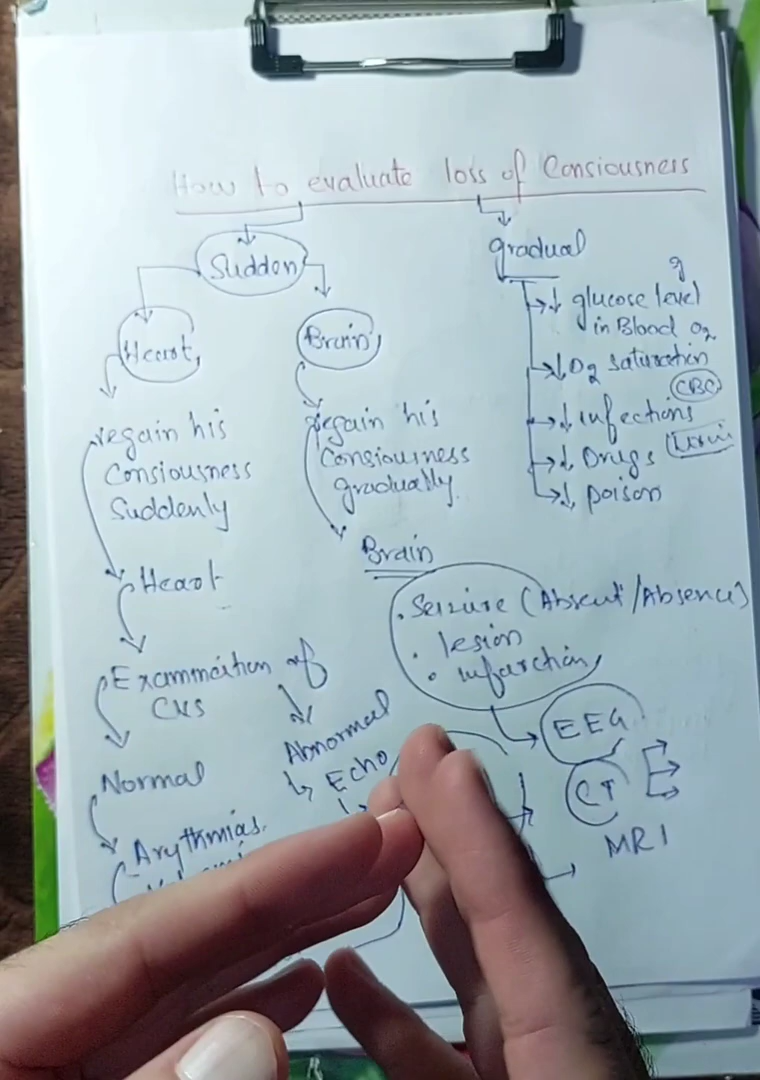 How to evaluate loss of Consiousness
Sudden
Heart,
regain his
Consiousness
Suddenly
Heart
Examination of
CVS
Normal
Arythmias.
Abnormal
Echo
Brain,
regain his
Consiousness
gradually.
Brain
. Seizure (Absent/Absence)
. lesion
. infarction,
EEG
CT
MRI
gradual
g
↓ glucose level
in Blood O2
↓ O2 saturation
CBC
↓ infections
↓ Drugs
↓ poison